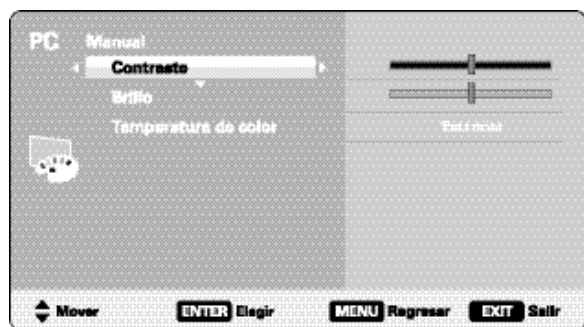 PC Manual
Contraste
Brillo
Temperatura de color
Mover ENTER Elegir MENU Regresar EXIT Salir